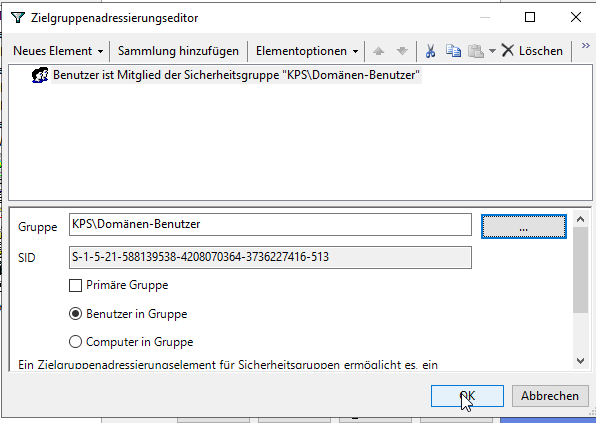 Zielgruppenadressierungseditor
Neues Element Sammlung hinzufügen Elementoptionen Löschen »
Benutzer ist Mitglied der Sicherheitsgruppe "KPS\Domänen-Benutzer"
Gruppe KPS\Domänen-Benutzer ...
SID S-1-5-21-588139538-4208070364-3736227416-513
Primäre Gruppe
Benutzer in Gruppe
Computer in Gruppe
Ein Zielgruppenadressierungselement für Sicherheitsgruppen ermöglicht es, ein
OK Abbrechen